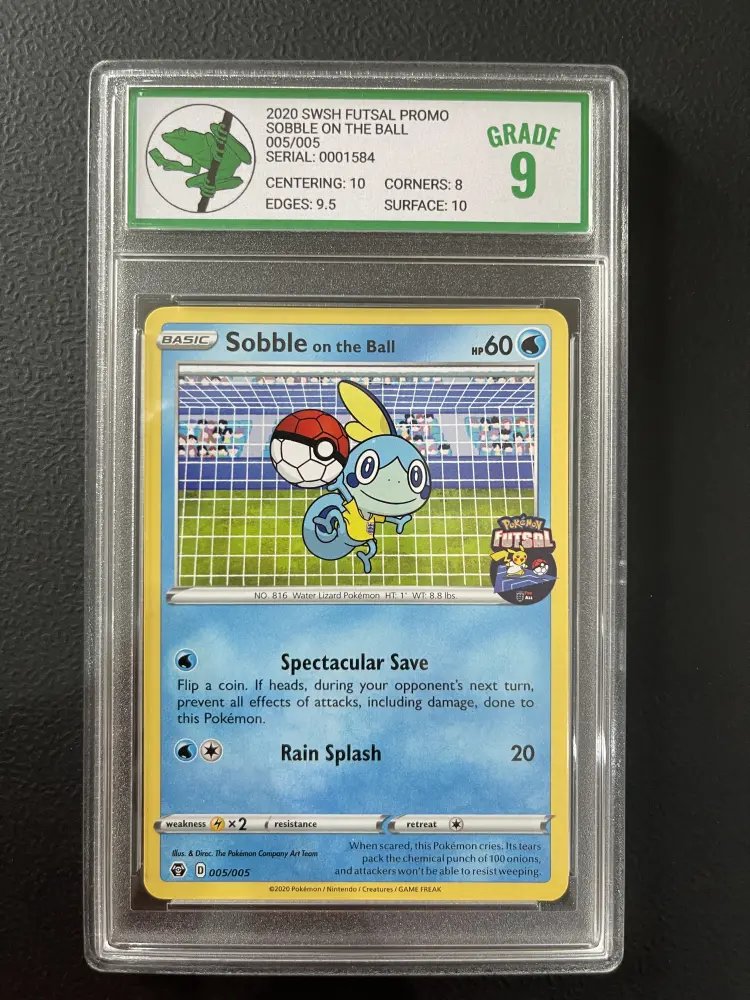 2020 SWSH FUTSAL PROMO
SOBBLE ON THE BALL
005/005
SERIAL: 0001584
CENTERING: 10 CORNERS: 8
EDGES: 9.5 SURFACE: 10
GRADE
9
BASIC Sobble on the Ball HP60
POKéMON
FUTSAL
NO. 816 Water Lizard Pokémon HT: 1' WT: 8.8 lbs.
Spectacular Save
Flip a coin. If heads, during your opponent's next turn,
prevent all effects of attacks, including damage, done to
this Pokémon.
Rain Splash 20
weakness ×2 resistance retreat
Illus. & Direc. The Pokémon Company Art Team
When scared, this Pokémon cries. Its tears
pack the chemical punch of 100 onions,
and attackers won't be able to resist weeping.
D 005/005
©2020 Pokémon / Nintendo / Creatures / GAME FREAK